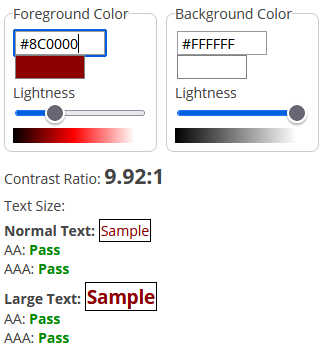 Foreground Color
#8C0000
Lightness
Background Color
#FFFFFF
Lightness
Contrast Ratio: 9.92:1
Text Size:
Normal Text: Sample
AA: Pass
AAA: Pass
Large Text: Sample
AA: Pass
AAA: Pass